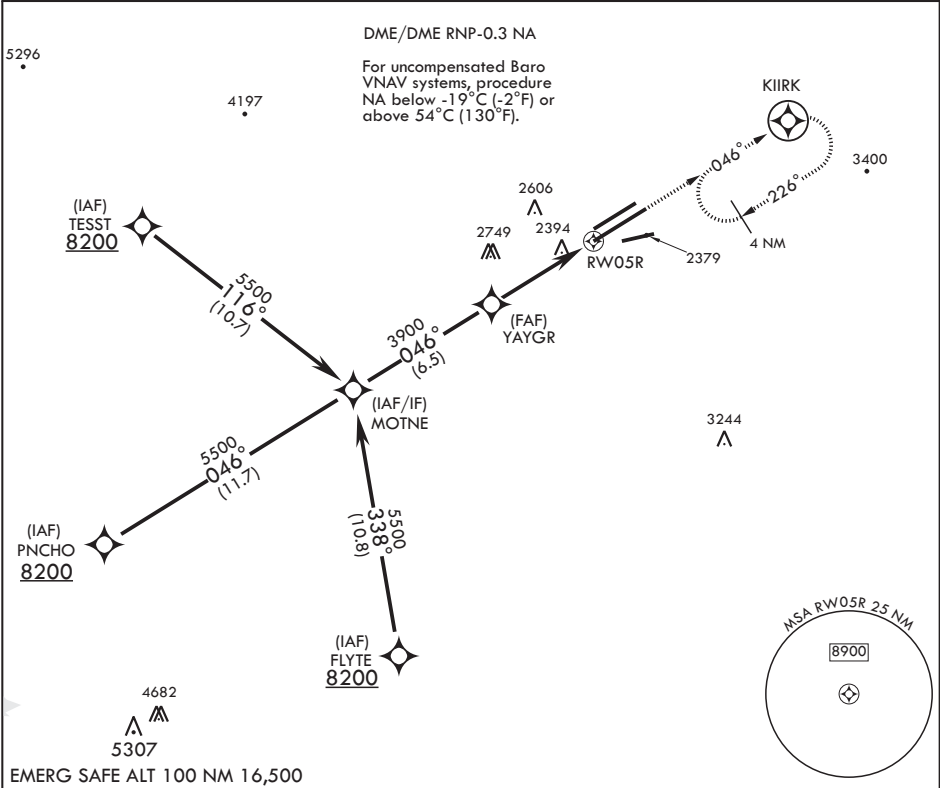 DME/DME RNP-0.3 NA
For uncompensated Baro
VNAV systems, procedure
NA below -19°C (-2°F) or
above 54°C (130°F).
5296
4197
KIIRK
046°
226°
3400
4 NM
2606
2749
2394
RW05R
2379
(IAF)
TESST
8200
5500
116°
(10.7)
3900
046°
(6.5)
(FAF)
YAYGR
(IAF/IF)
MOTNE
3244
5500
046°
(11.7)
(IAF)
PNCHO
8200
5500
338°
(10.8)
(IAF)
FLYTE
8200
4682
5307
MSA RW05R 25 NM
8900
EMERG SAFE ALT 100 NM 16,500